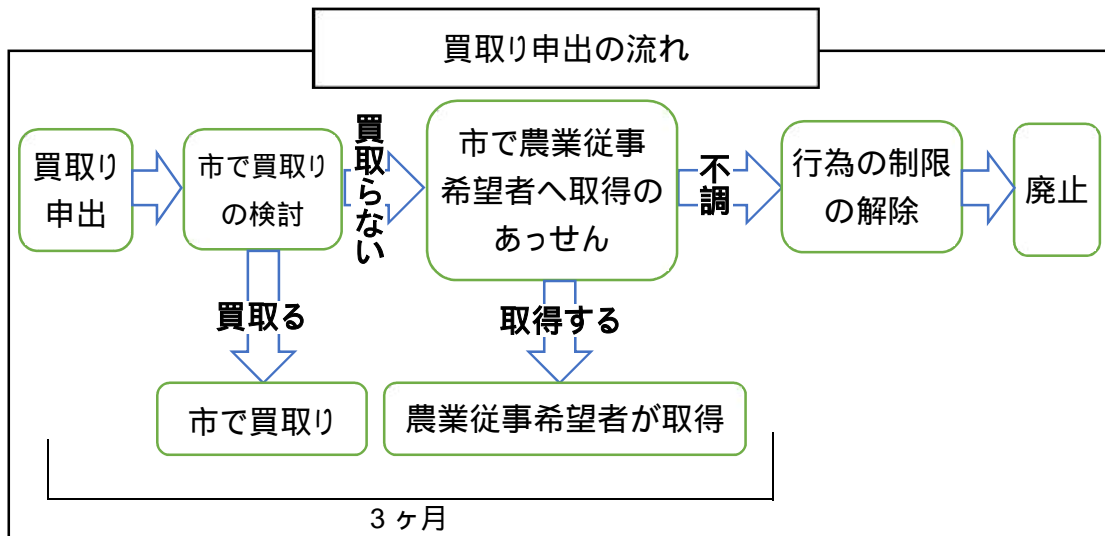 買取り申出の流れ
買取り
申出
市で買取り
の検討
買取らない
市で農業従事
希望者へ取得の
あっせん
不調
行為の制限
の解除
廃止
買取る
取得する
市で買取り
農業従事希望者が取得
3ヶ月